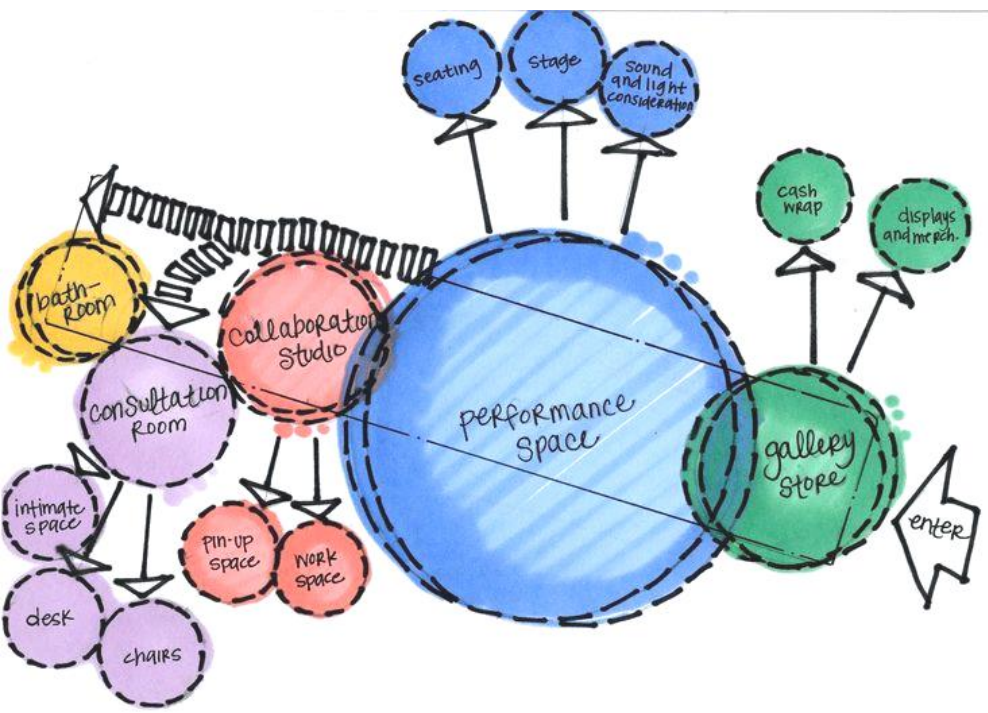 seating
stage
sound
and light
consideration
cash
wrap
displays
and merch.
bath-
room
collaboration
studio
consultation
room
performance
space
gallery
store
enter
intimate
space
pin-up
space
work
space
desk
chairs